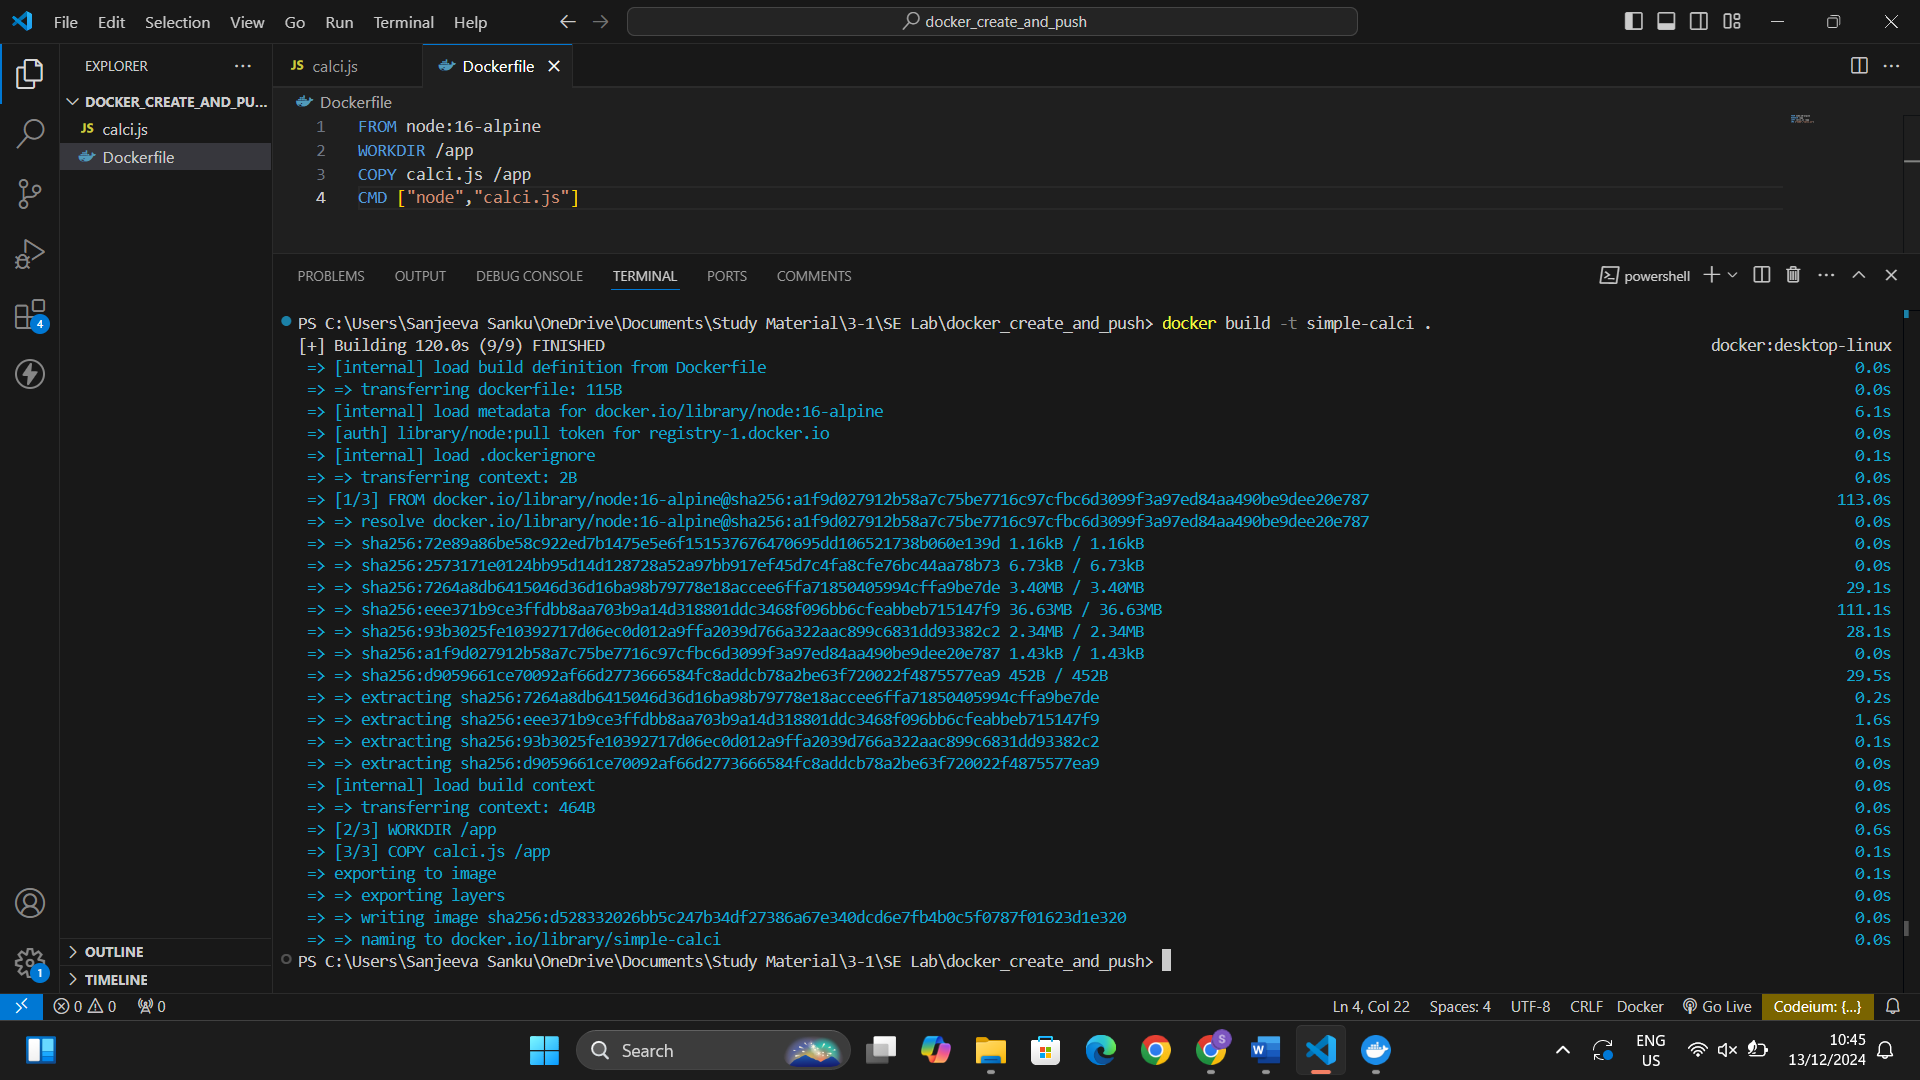 File Edit Selection View Go Run Terminal Help
docker_create_and_push
EXPLORER
DOCKER_CREATE_AND_PU...
JS calci.js
Dockerfile
JS calci.js
Dockerfile
Dockerfile
1 FROM node:16-alpine
2 WORKDIR /app
3 COPY calci.js /app
4 CMD ["node","calci.js"]
PROBLEMS OUTPUT DEBUG CONSOLE TERMINAL PORTS COMMENTS
powershell
PS C:\Users\Sanjeeva Sanku\OneDrive\Documents\Study Material\3-1\SE Lab\docker_create_and_push> docker build -t simple-calci .
[+] Building 120.0s (9/9) FINISHED docker:desktop-linux
=> [internal] load build definition from Dockerfile 0.0s
=> => transferring dockerfile: 115B 0.0s
=> [internal] load metadata for docker.io/library/node:16-alpine 6.1s
=> [auth] library/node:pull token for registry-1.docker.io 0.0s
=> [internal] load .dockerignore 0.1s
=> => transferring context: 2B 0.0s
=> [1/3] FROM docker.io/library/node:16-alpine@sha256:a1f9d027912b58a7c75be7716c97cfbc6d3099f3a97ed84aa490be9dee20e787 113.0s
=> => resolve docker.io/library/node:16-alpine@sha256:a1f9d027912b58a7c75be7716c97cfbc6d3099f3a97ed84aa490be9dee20e787 0.0s
=> => sha256:72e89a86be58c922ed7b1475e5e6f151537676470695dd106521738b060e139d 1.16kB / 1.16kB 0.0s
=> => sha256:2573171e0124bb95d14d128728a52a97bb917ef45d7c4fa8cfe76bc44aa78b73 6.73kB / 6.73kB 0.0s
=> => sha256:7264a8db6415046d36d16ba98b79778e18accee6ffa71850405994cffa9be7de 3.40MB / 3.40MB 29.1s
=> => sha256:eee371b9ce3ffdbb8aa703b9a14d318801ddc3468f096bb6cfeabbeb715147f9 36.63MB / 36.63MB 111.1s
=> => sha256:93b3025fe10392717d06ec0d012a9ffa2039d766a322aac899c6831dd93382c2 2.34MB / 2.34MB 28.1s
=> => sha256:a1f9d027912b58a7c75be7716c97cfbc6d3099f3a97ed84aa490be9dee20e787 1.43kB / 1.43kB 0.0s
=> => sha256:d9059661ce70092af66d2773666584fc8addcb78a2be63f720022f4875577ea9 452B / 452B 29.5s
=> => extracting sha256:7264a8db6415046d36d16ba98b79778e18accee6ffa71850405994cffa9be7de 0.2s
=> => extracting sha256:eee371b9ce3ffdbb8aa703b9a14d318801ddc3468f096bb6cfeabbeb715147f9 1.6s
=> => extracting sha256:93b3025fe10392717d06ec0d012a9ffa2039d766a322aac899c6831dd93382c2 0.1s
=> => extracting sha256:d9059661ce70092af66d2773666584fc8addcb78a2be63f720022f4875577ea9 0.0s
=> [internal] load build context 0.0s
=> => transferring context: 464B 0.0s
=> [2/3] WORKDIR /app 0.6s
=> [3/3] COPY calci.js /app 0.1s
=> exporting to image 0.1s
=> => exporting layers 0.0s
=> => writing image sha256:d528332026bb5c247b34df27386a67e340dcd6e7fb4b0c5f0787f01623d1e320 0.0s
=> => naming to docker.io/library/simple-calci 0.0s
PS C:\Users\Sanjeeva Sanku\OneDrive\Documents\Study Material\3-1\SE Lab\docker_create_and_push>
4
1
OUTLINE
TIMELINE
0 0 0 Ln 4, Col 22 Spaces: 4 UTF-8 CRLF Docker Go Live Codeium: {...}
Search
S
W
ENG
US
10:45
13/12/2024